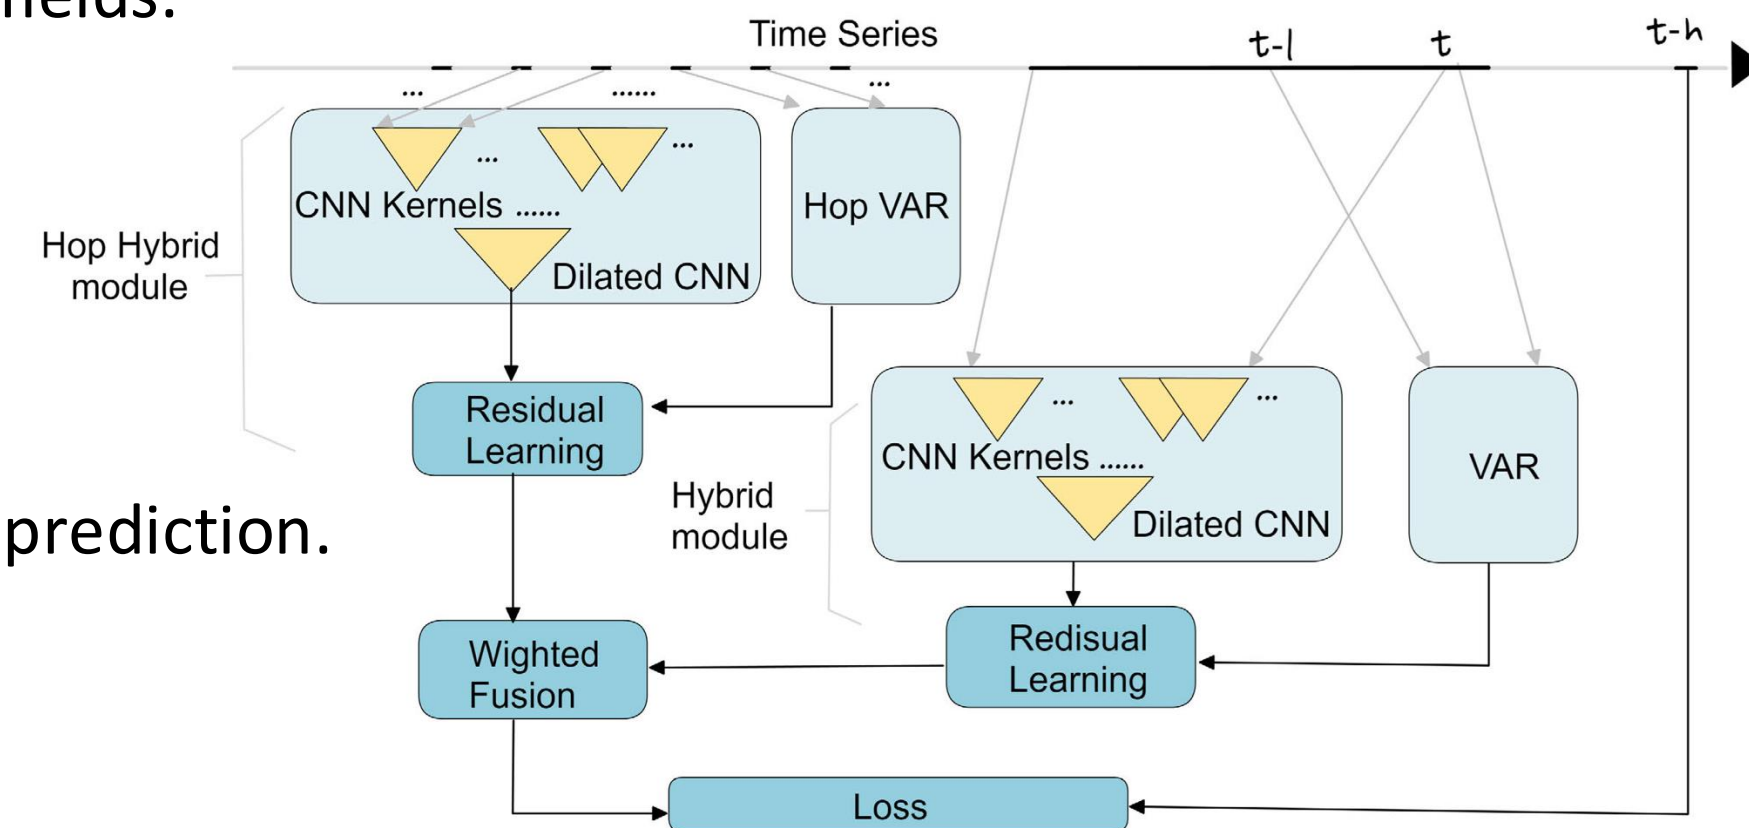 fields.
Time Series
t-l
t
t-h
...
......
...
...
...
CNN Kernels ......
Hop VAR
Dilated CNN
Hop Hybrid
module
Residual
Learning
...
...
CNN Kernels ......
VAR
Dilated CNN
Hybrid
module
prediction.
Wighted
Fusion
Redisual
Learning
Loss